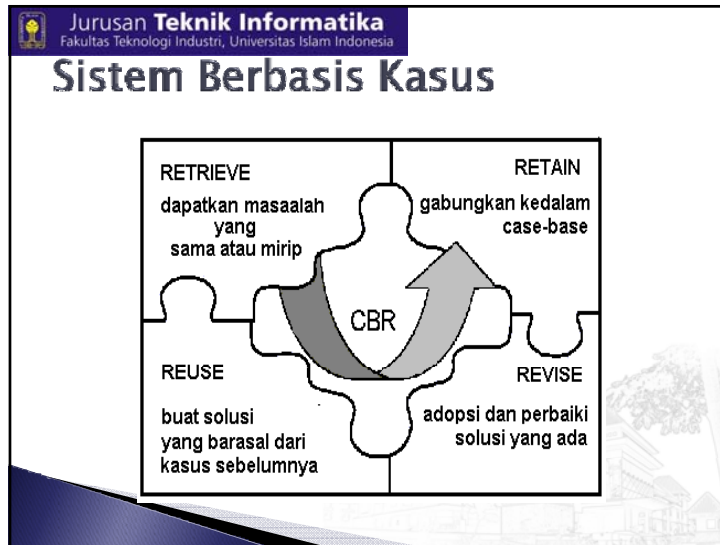 Jurusan Teknik Informatika
Fakultas Teknologi Industri, Universitas Islam Indonesia
Sistem Berbasis Kasus
RETRIEVE
dapatkan masaalah
yang
sama atau mirip
RETAIN
gabungkan kedalam
case-base
CBR
REUSE
buat solusi
yang barasal dari
kasus sebelumnya
REVISE
adopsi dan perbaiki
solusi yang ada